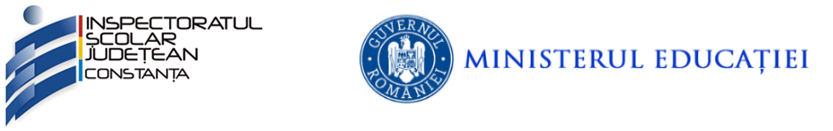 INSPECTORATUL
ȘCOLAR
JUDEȚEAN
CONSTANȚA
GUVERNUL
ROMÂNIEI
MINISTERUL EDUCAȚIEI